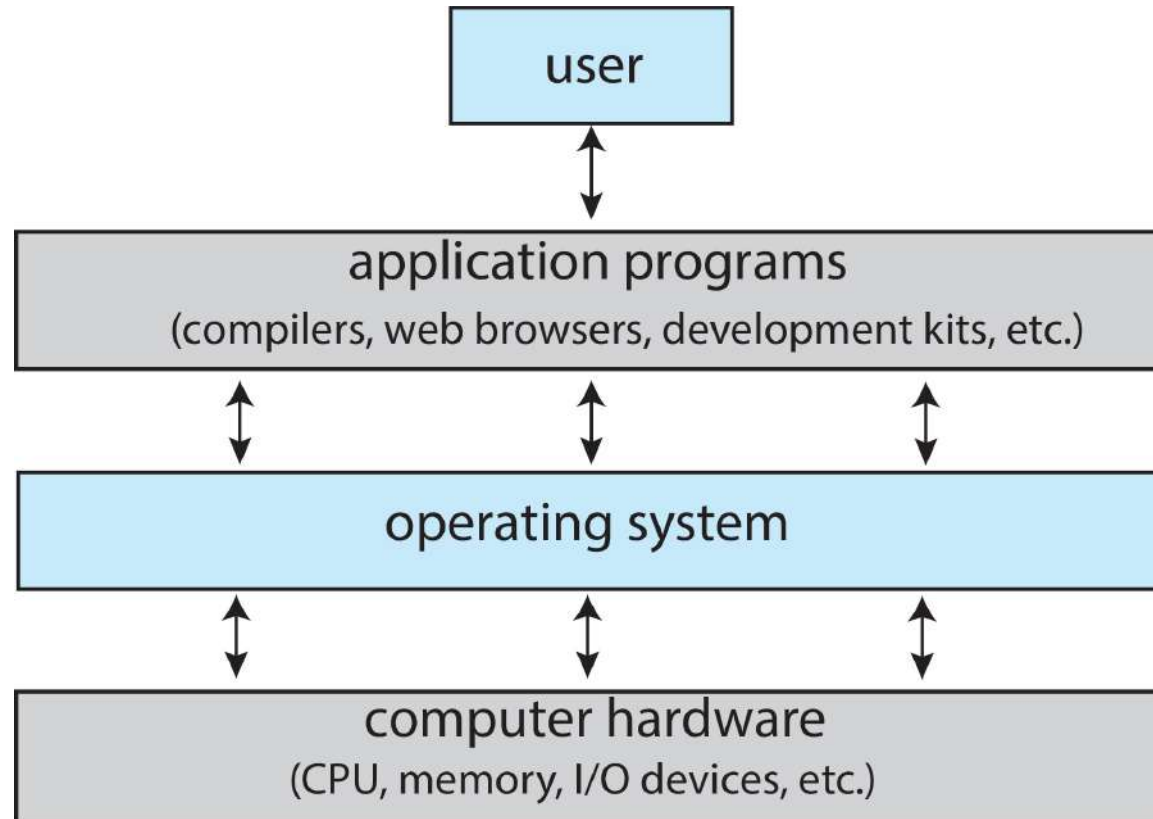 user
application programs
(compilers, web browsers, development kits, etc.)
operating system
computer hardware
(CPU, memory, I/O devices, etc.)